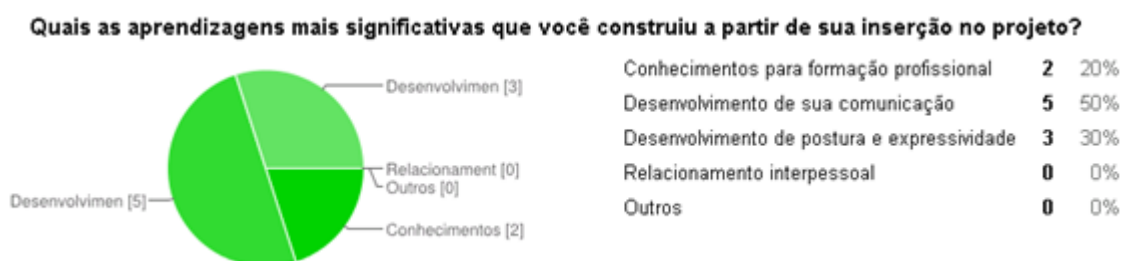 Quais as aprendizagens mais significativas que você construiu a partir de sua inserção no projeto?
Desenvolvimen [3]
Relacionament [0]
Outros [0]
Desenvolvimen [5]
Conhecimentos [2]
Conhecimentos para formação profissional 2 20%
Desenvolvimento de sua comunicação 5 50%
Desenvolvimento de postura e expressividade 3 30%
Relacionamento interpessoal 0 0%
Outros 0 0%